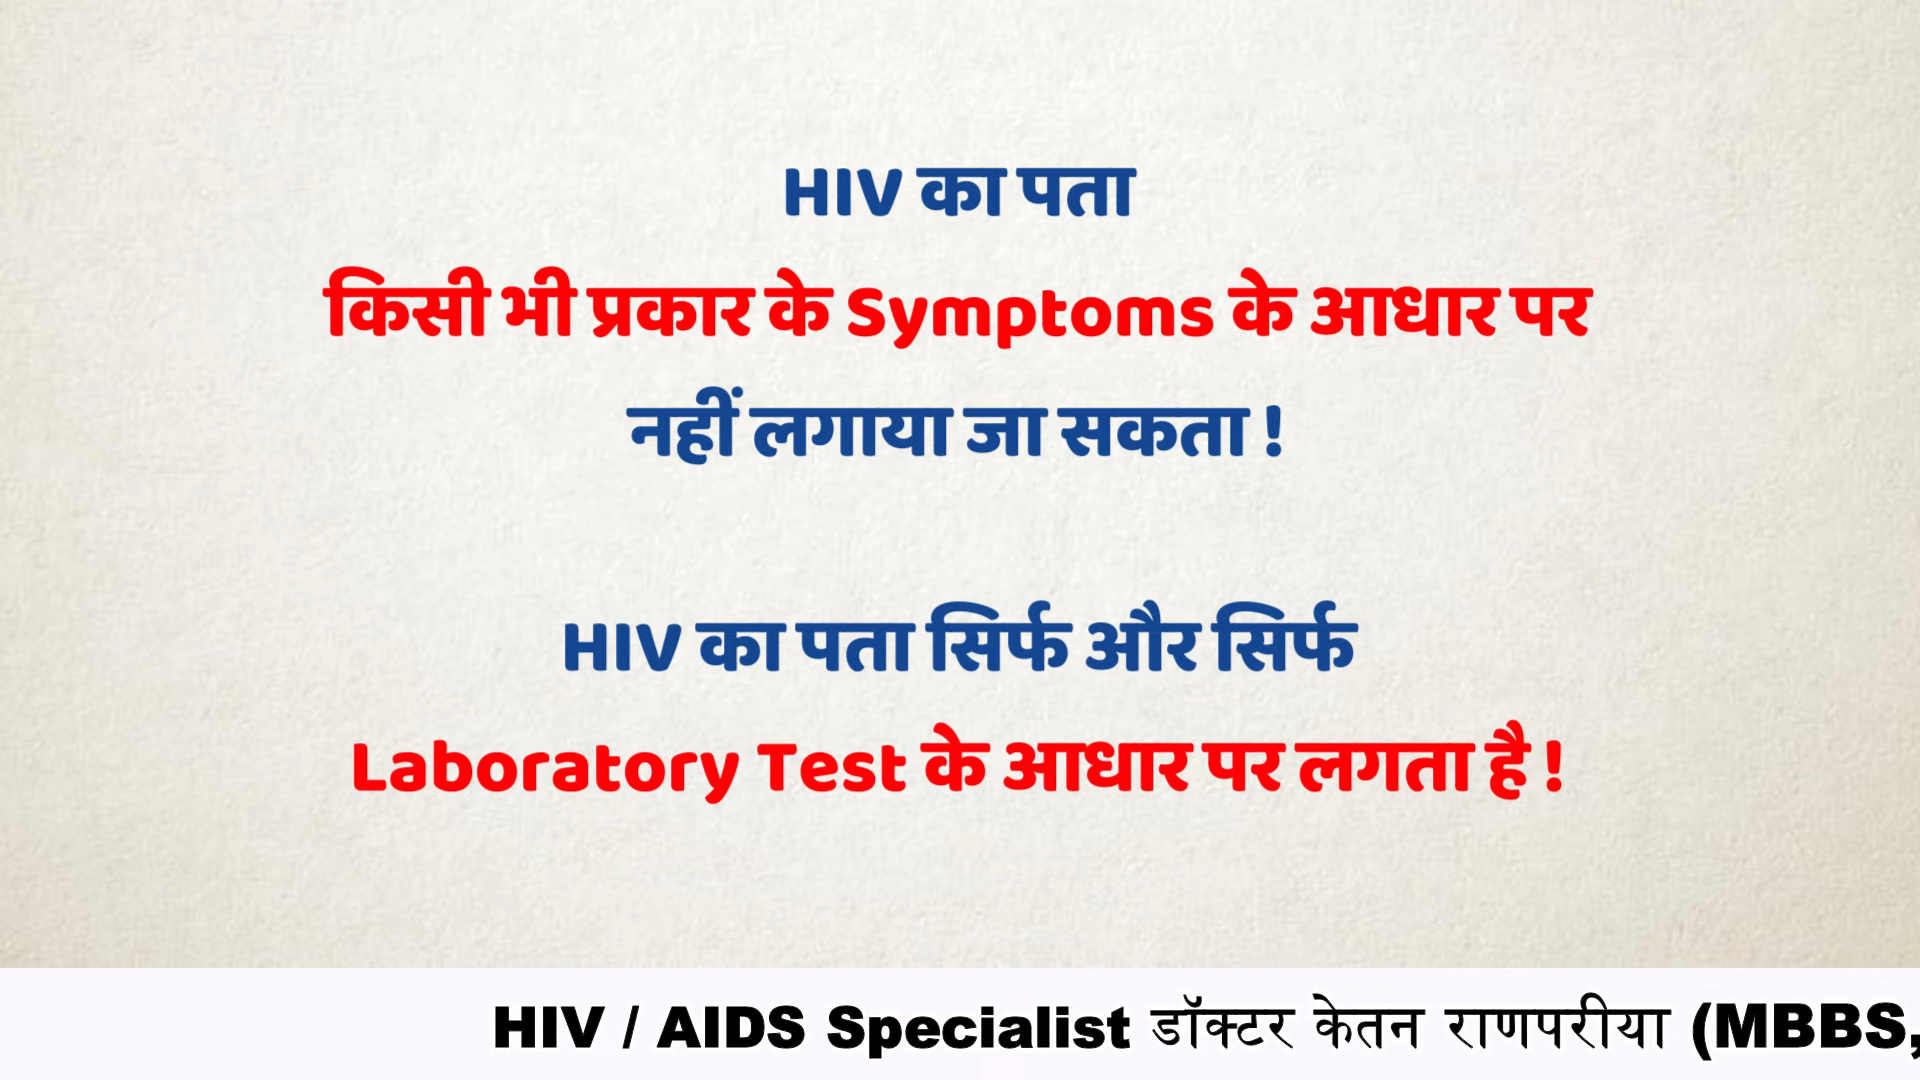 HIV का पता
किसी भी प्रकार के Symptoms के आधार पर
नहीं लगाया जा सकता !
HIV का पता सिर्फ और सिर्फ
Laboratory Test के आधार पर लगता है !
HIV / AIDS Specialist डॉक्टर केतन राणपरीया (MBBS,